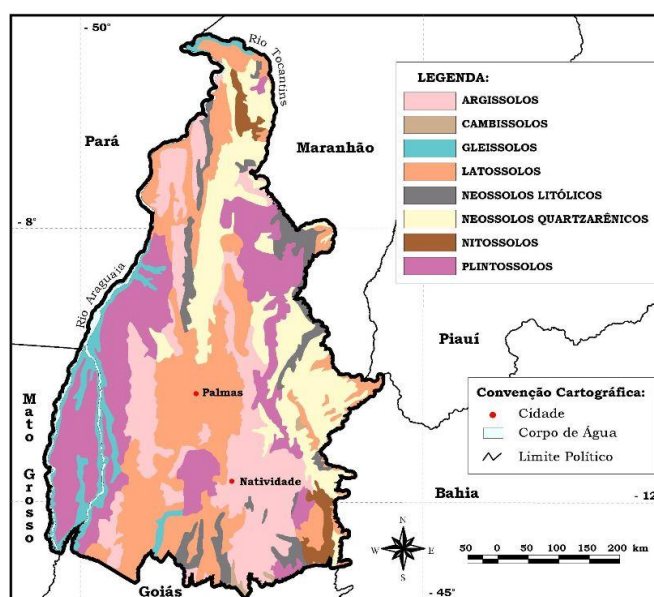 - 50°
Rio Tocantins
LEGENDA:
ARGISSOLOS
CAMBISSOLOS
GLEISSOLOS
LATOSSOLOS
NEOSSOLOS LITÓLICOS
NEOSSOLOS QUARTZARÊNICOS
NITOSSOLOS
PLINTOSSOLOS
Pará
Maranhão
- 8°
Rio Araguaia
Piauí
Palmas
Mato Grosso
Natividade
Convenção Cartográfica:
Cidade
Corpo de Água
Limite Político
Bahia
- 12
N
W
E
S
50 0 50 100 150 200 km
Goiás
- 45°